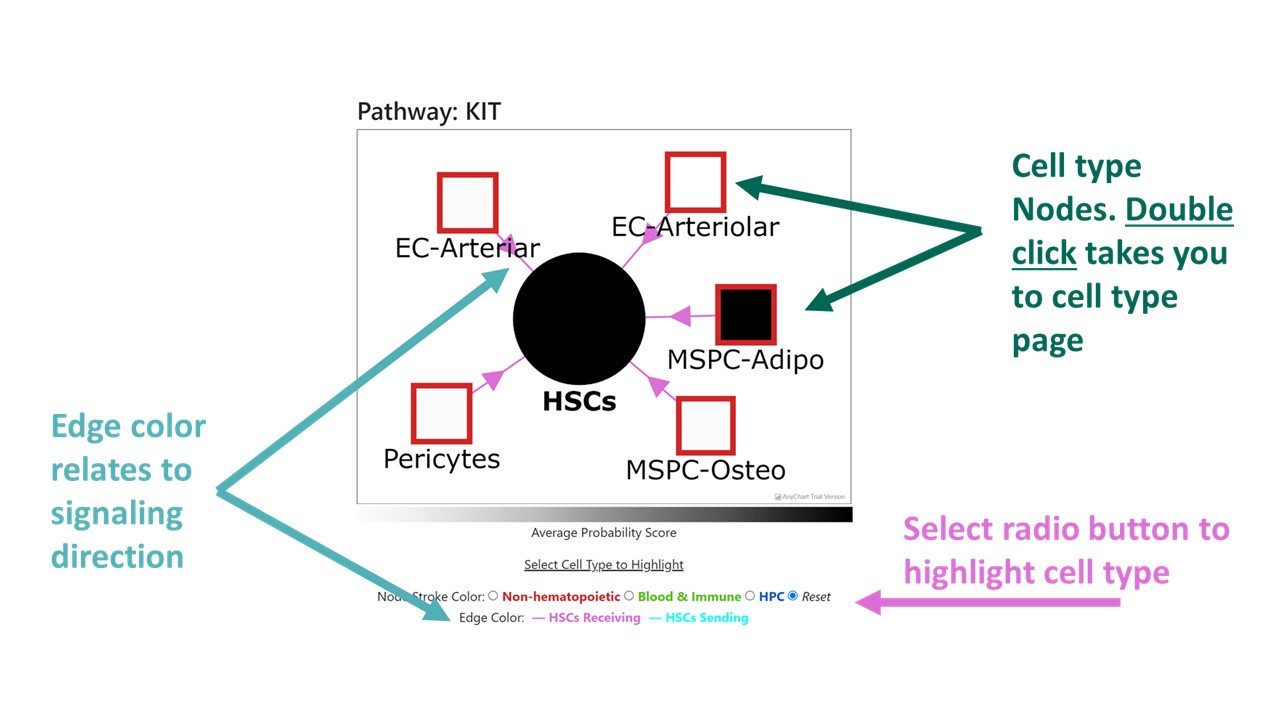 Pathway: KIT
EC-Arterial
EC-Arteriolar
MSPC-Adipo
HSCs
Pericytes
MSPC-Osteo
AnyChart Trial Version
Average Probability Score
Select Cell Type to Highlight
Node Stroke Color: Non-hematopoietic Blood & Immune HPC Reset
Edge Color: — HSCs Receiving — HSCs Sending
Cell type
Nodes. Double
click takes you
to cell type
page
Edge color
relates to
signaling
direction
Select radio button to
highlight cell type